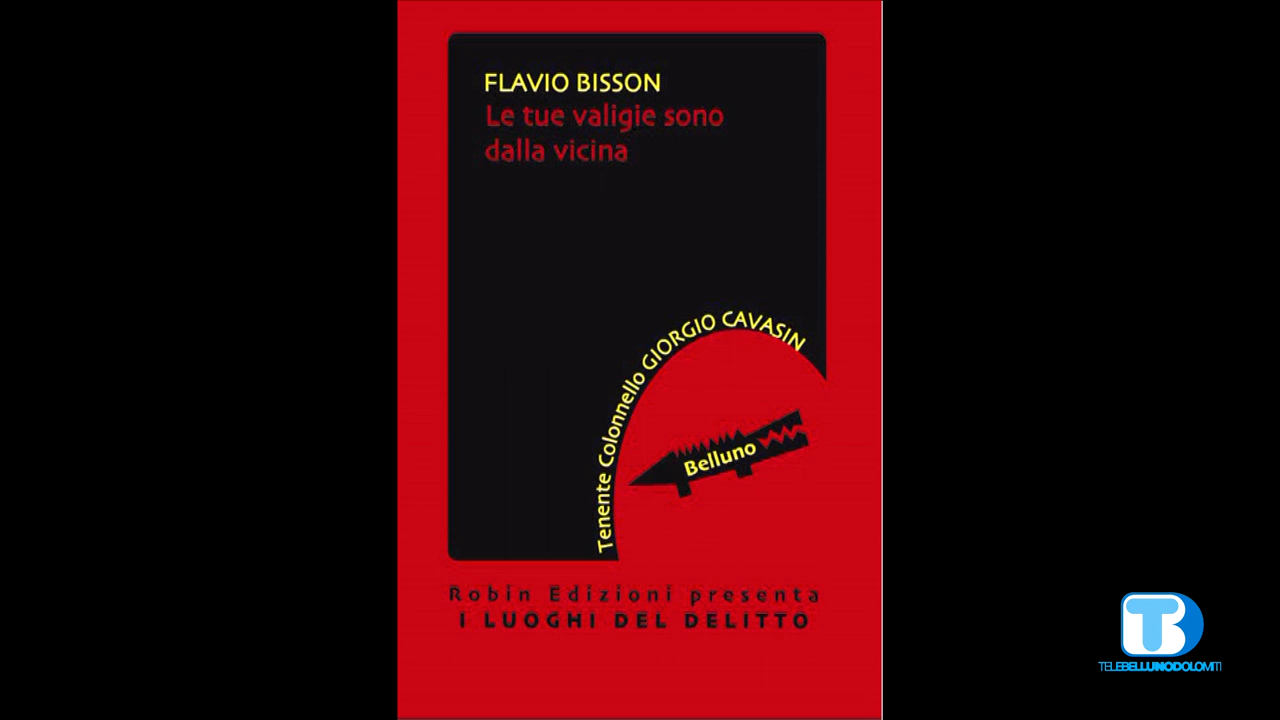 FLAVIO BISSON
Le tue valigie sono
dalla vicina
Tenente Colonnello GIORGIO CAVASIN
Belluno
Robin Edizioni presenta
I LUOGHI DEL DELITTO
TB
TELEBELLUNODOLOMITI